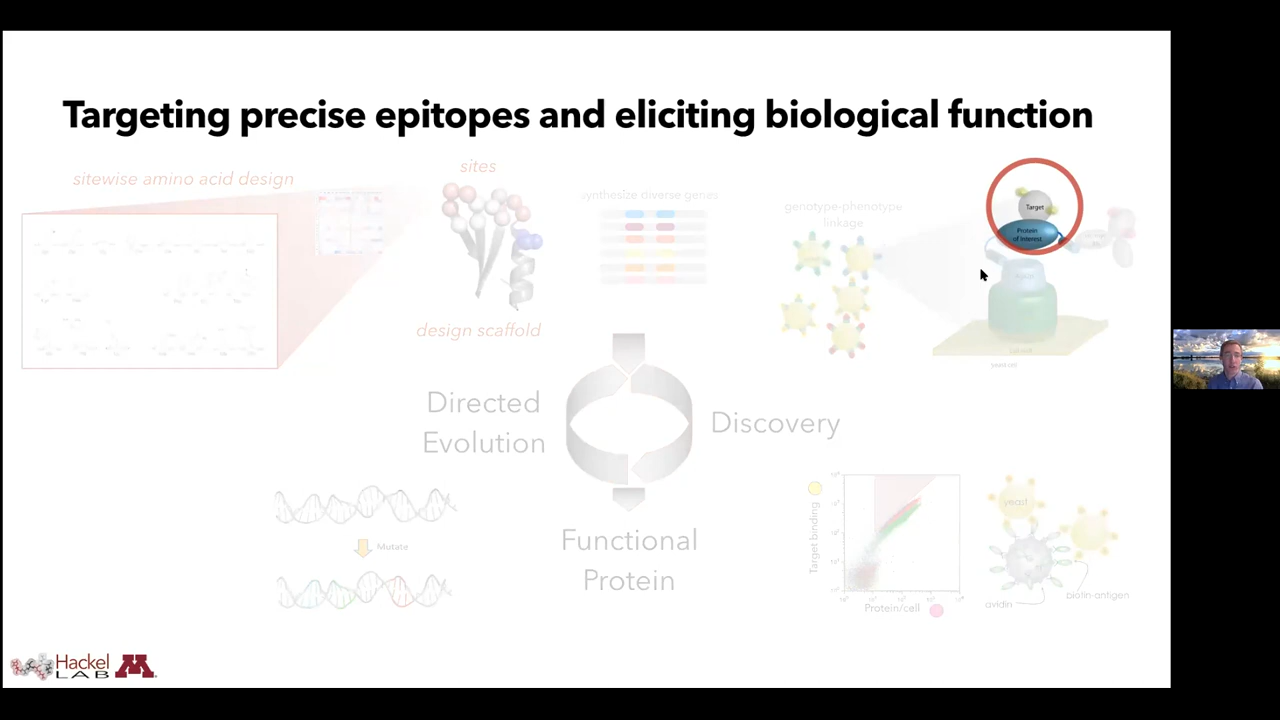 Targeting precise epitopes and eliciting biological function
sitewise amino acid design
sites
design scaffold
synthesize diverse genes
genotype-phenotype
linkage
Target
Protein
of Interest
yeast cell
Directed
Evolution
Discovery
Functional
Protein
Mutate
Target binding
Protein/cell
yeast
avidin
biotin-antigen
Hackel
LAB
M